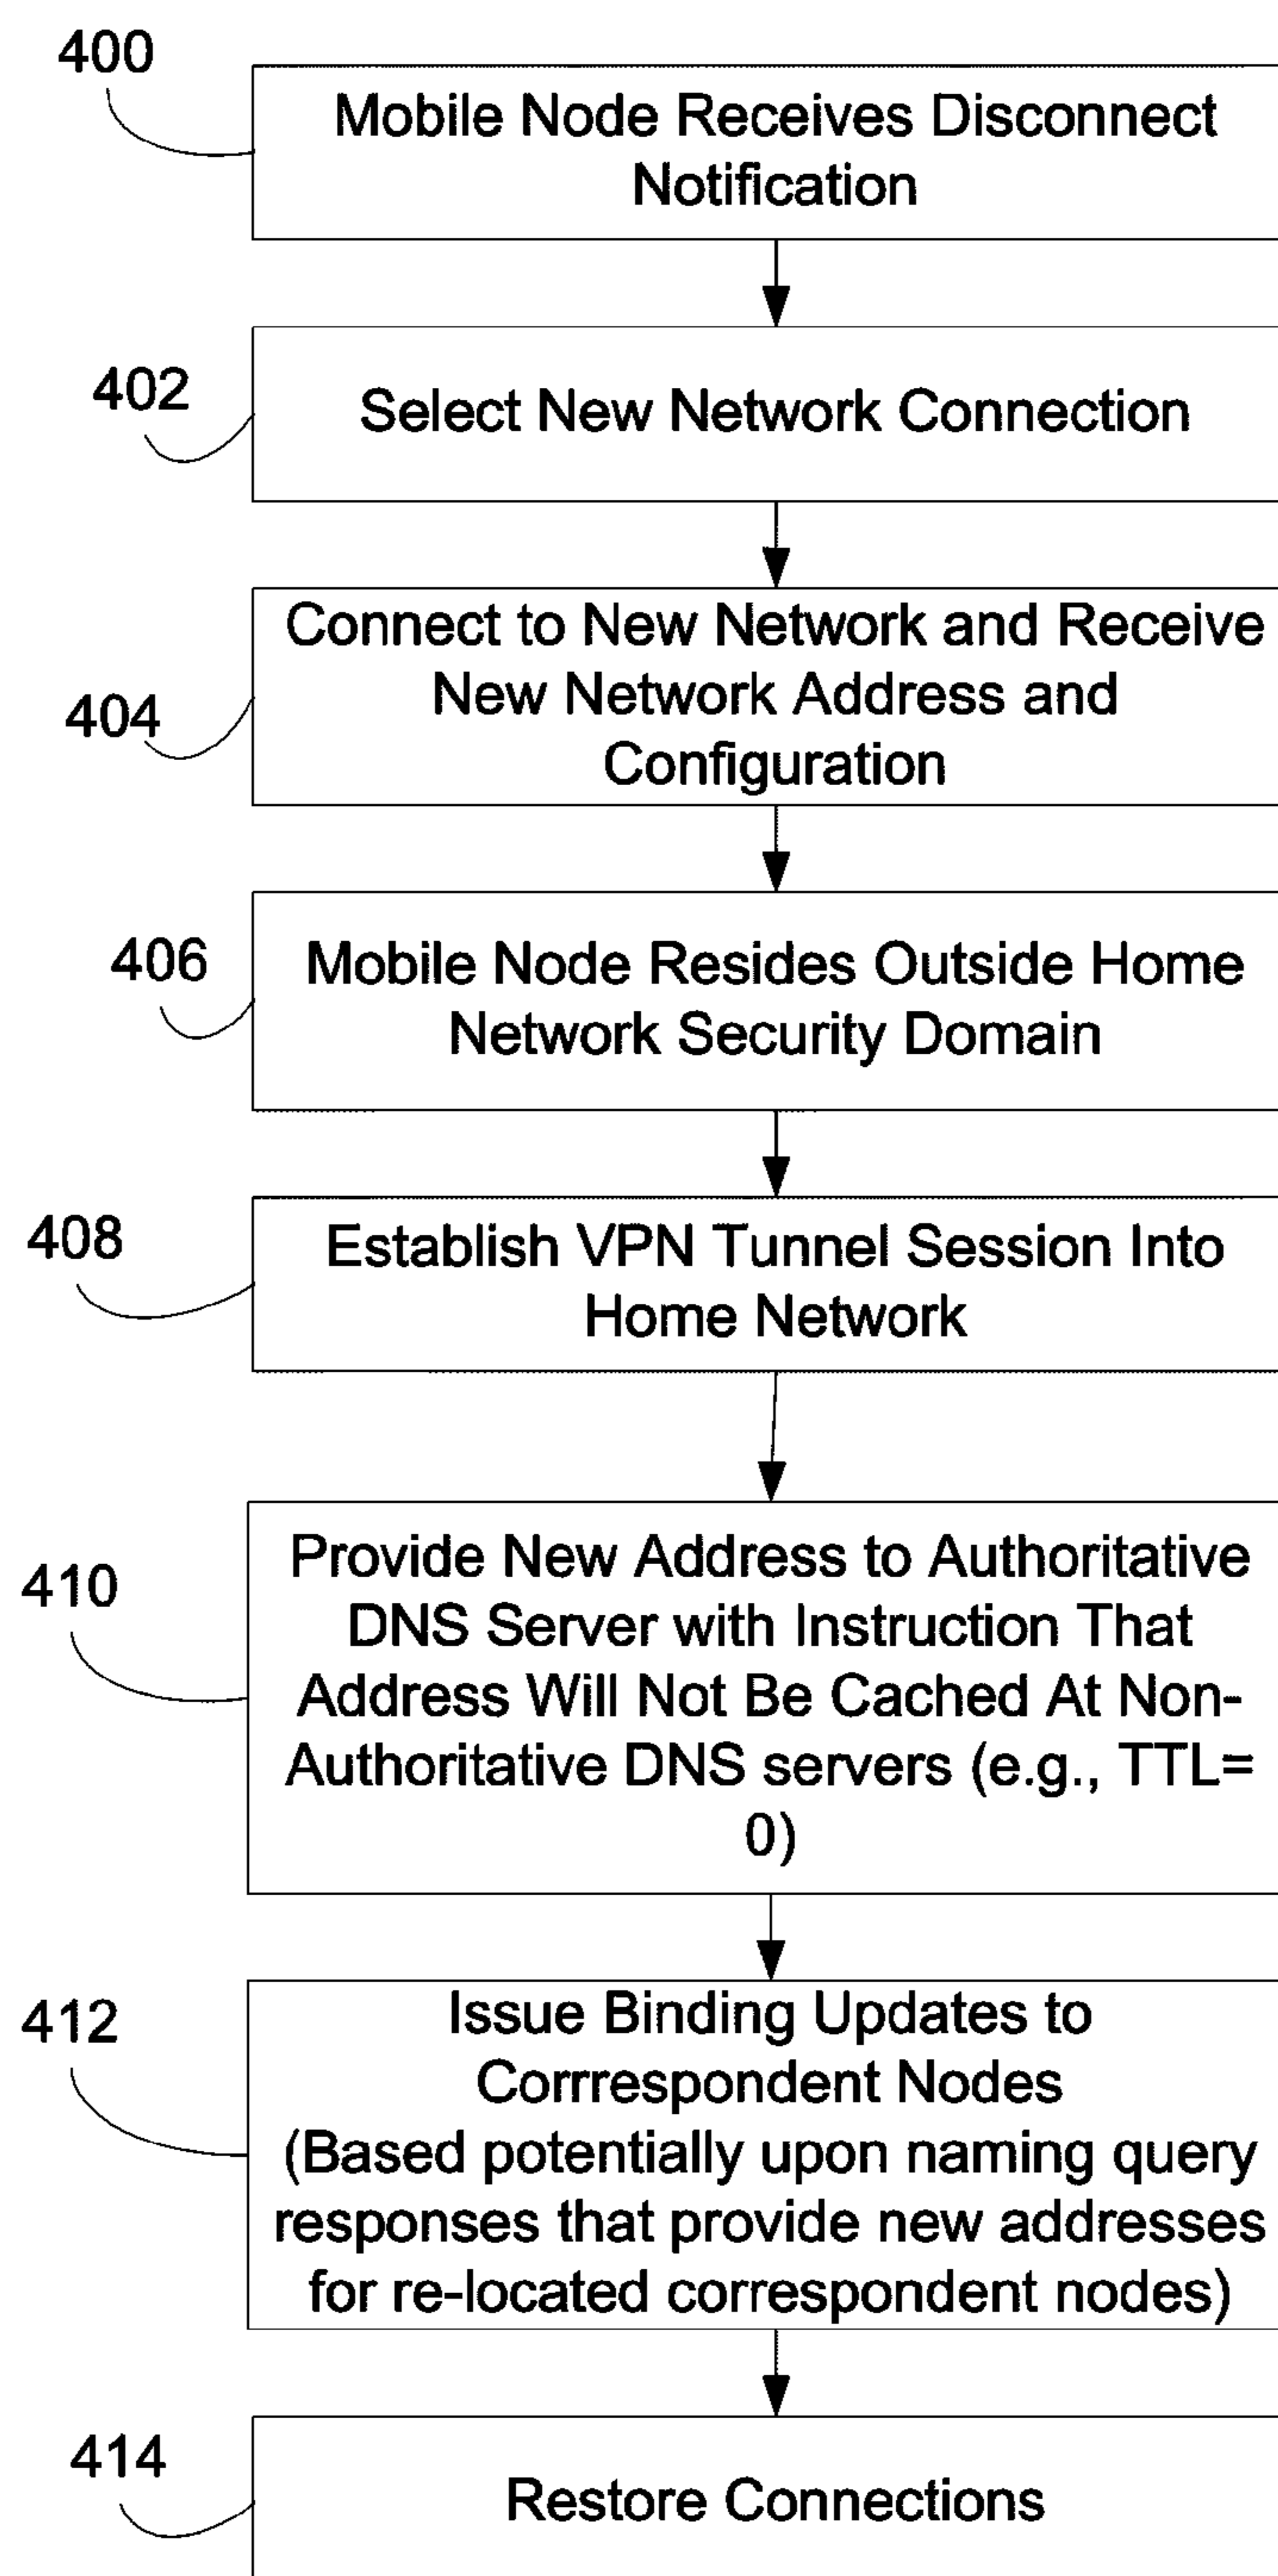 400
Mobile Node Receives Disconnect
Notification
402
Select New Network Connection
404
Connect to New Network and Receive
New Network Address and
Configuration
406
Mobile Node Resides Outside Home
Network Security Domain
408
Establish VPN Tunnel Session Into
Home Network
410
Provide New Address to Authoritative
DNS Server with Instruction That
Address Will Not Be Cached At Non-
Authoritative DNS servers (e.g., TTL=
0)
412
Issue Binding Updates to
Corrrespondent Nodes
(Based potentially upon naming query
responses that provide new addresses
for re-located correspondent nodes)
414
Restore Connections